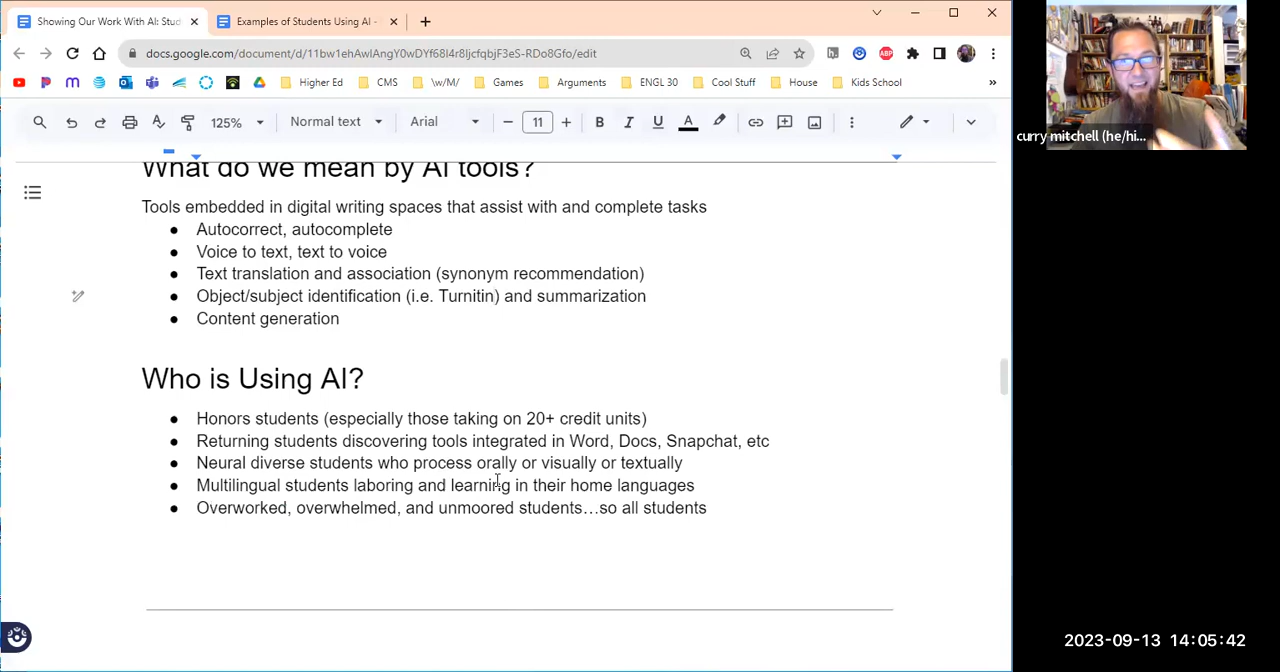 Showing Our Work With AI: Stud
Examples of Students Using AI -
docs.google.com/document/d/11bw1ehAwIAngY0wDYf68I4r8IjcfqbjF3eS-RDo8Gfo/edit
Higher Ed
CMS
\w/M/
Games
Arguments
ENGL 30
Cool Stuff
House
Kids School
»
125%
Normal text
Arial
11
B
I
U
A
What do we mean by AI tools?
Tools embedded in digital writing spaces that assist with and complete tasks
● Autocorrect, autocomplete
● Voice to text, text to voice
● Text translation and association (synonym recommendation)
● Object/subject identification (i.e. Turnitin) and summarization
● Content generation
Who is Using AI?
● Honors students (especially those taking on 20+ credit units)
● Returning students discovering tools integrated in Word, Docs, Snapchat, etc
● Neural diverse students who process orally or visually or textually
● Multilingual students laboring and learning in their home languages
● Overworked, overwhelmed, and unmoored students…so all students
curry mitchell (he/hi...
2023-09-13 14:05:42